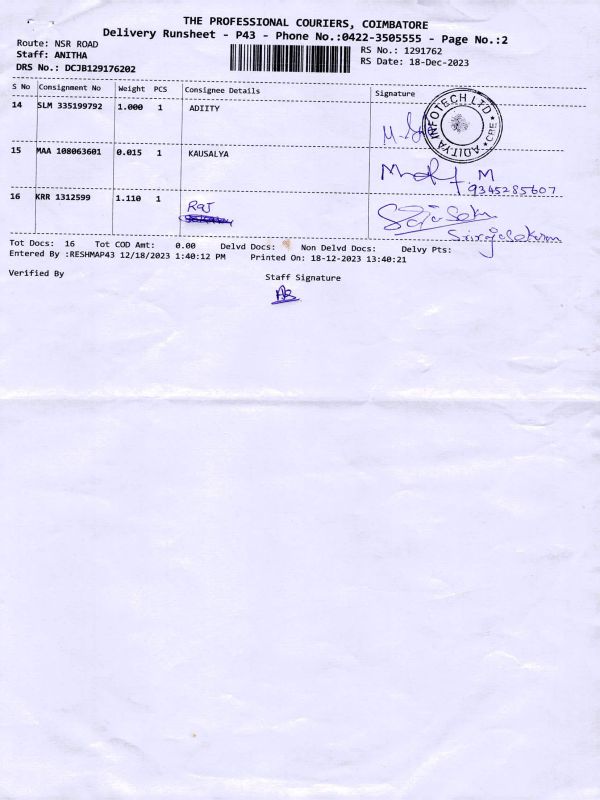 THE PROFESSIONAL COURIERS, COIMBATORE
Delivery Runsheet - P43 - Phone No.:0422-3505555 - Page No.:2
Route: NSR ROAD
RS No.: 1291762
Staff: ANITHA
RS Date: 18-Dec-2023
DRS No.: DCJB129176202
S No Consignment No Weight PCS Consignee Details Signature
14 SLM 335199792 1.000 1 ADIITY
ADITYA INFOTECH LTD * CBE *
15 MAA 108063601 0.015 1 KAUSALYA
M
9345285607
16 KRR 1312599 1.110 1 Raj
Srirajasekaran
Tot Docs: 16 Tot COD Amt: 0.00 Delvd Docs: Non Delvd Docs: Delvy Pts:
Entered By :RESHMAP43 12/18/2023 1:40:12 PM Printed On: 18-12-2023 13:40:21
Verified By Staff Signature